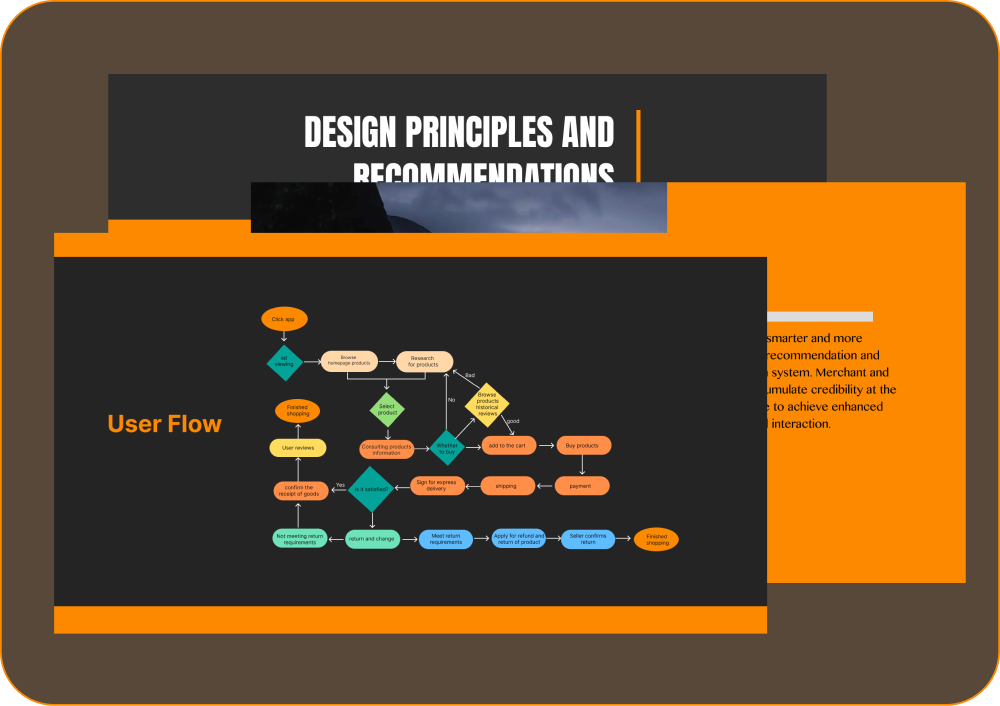 DESIGN PRINCIPLES AND
RECOMMENDATIONS
smarter and more
recommendation and
system. Merchant and
credibility at the
to achieve enhanced
interaction.
User Flow
Click app
ad
viewing
Browse
homepage products
Research
for products
Bad
No
Browse
products
historical
reviews
good
Select
product
Finished
shopping
User reviews
Consulting products
information
Whether
to buy
add to the cart
Buy products
confirm the
receipt of goods
Yes
Is it satisfied?
Sign for express
delivery
shipping
payment
Not meeting return
requirements
return and change
Meet return
requirements
Apply for refund and
return of product
Seller confirms
return
Finished
shopping